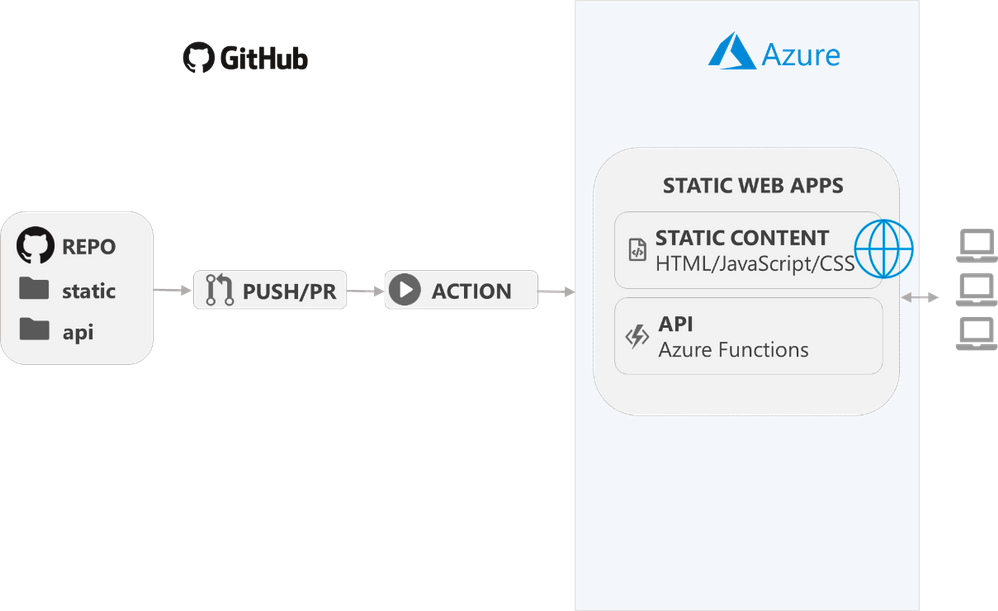 GitHub
Azure
STATIC WEB APPS
REPO
static
api
PUSH/PR
ACTION
STATIC CONTENT
HTML/JavaScript/CSS
API
Azure Functions